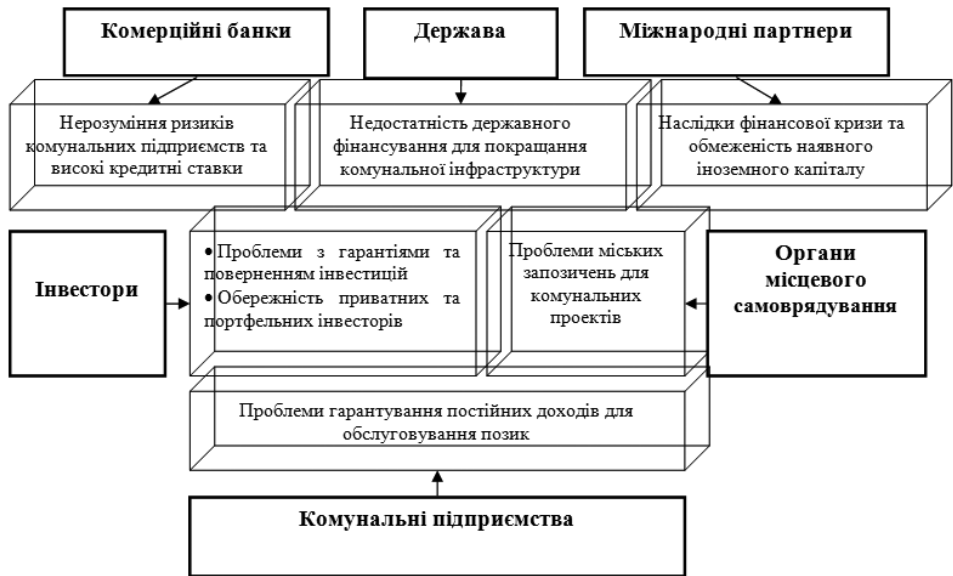 Комерційні банки
Держава
Міжнародні партнери
Нерозуміння ризиків
комунальних підприємств та
високі кредитні ставки
Недостатність державного
фінансування для покращання
комунальної інфраструктури
Наслідки фінансової кризи та
обмеженість наявного
іноземного капіталу
Інвестори
•Проблеми з гарантіями та
поверненням інвестицій
•Обережність приватних та
портфельних інвесторів
Проблеми міських
запозичень для
комунальних
проектів
Органи
місцевого
самоврядування
Проблеми гарантування постійних доходів для
обслуговування позик
Комунальні підприємства